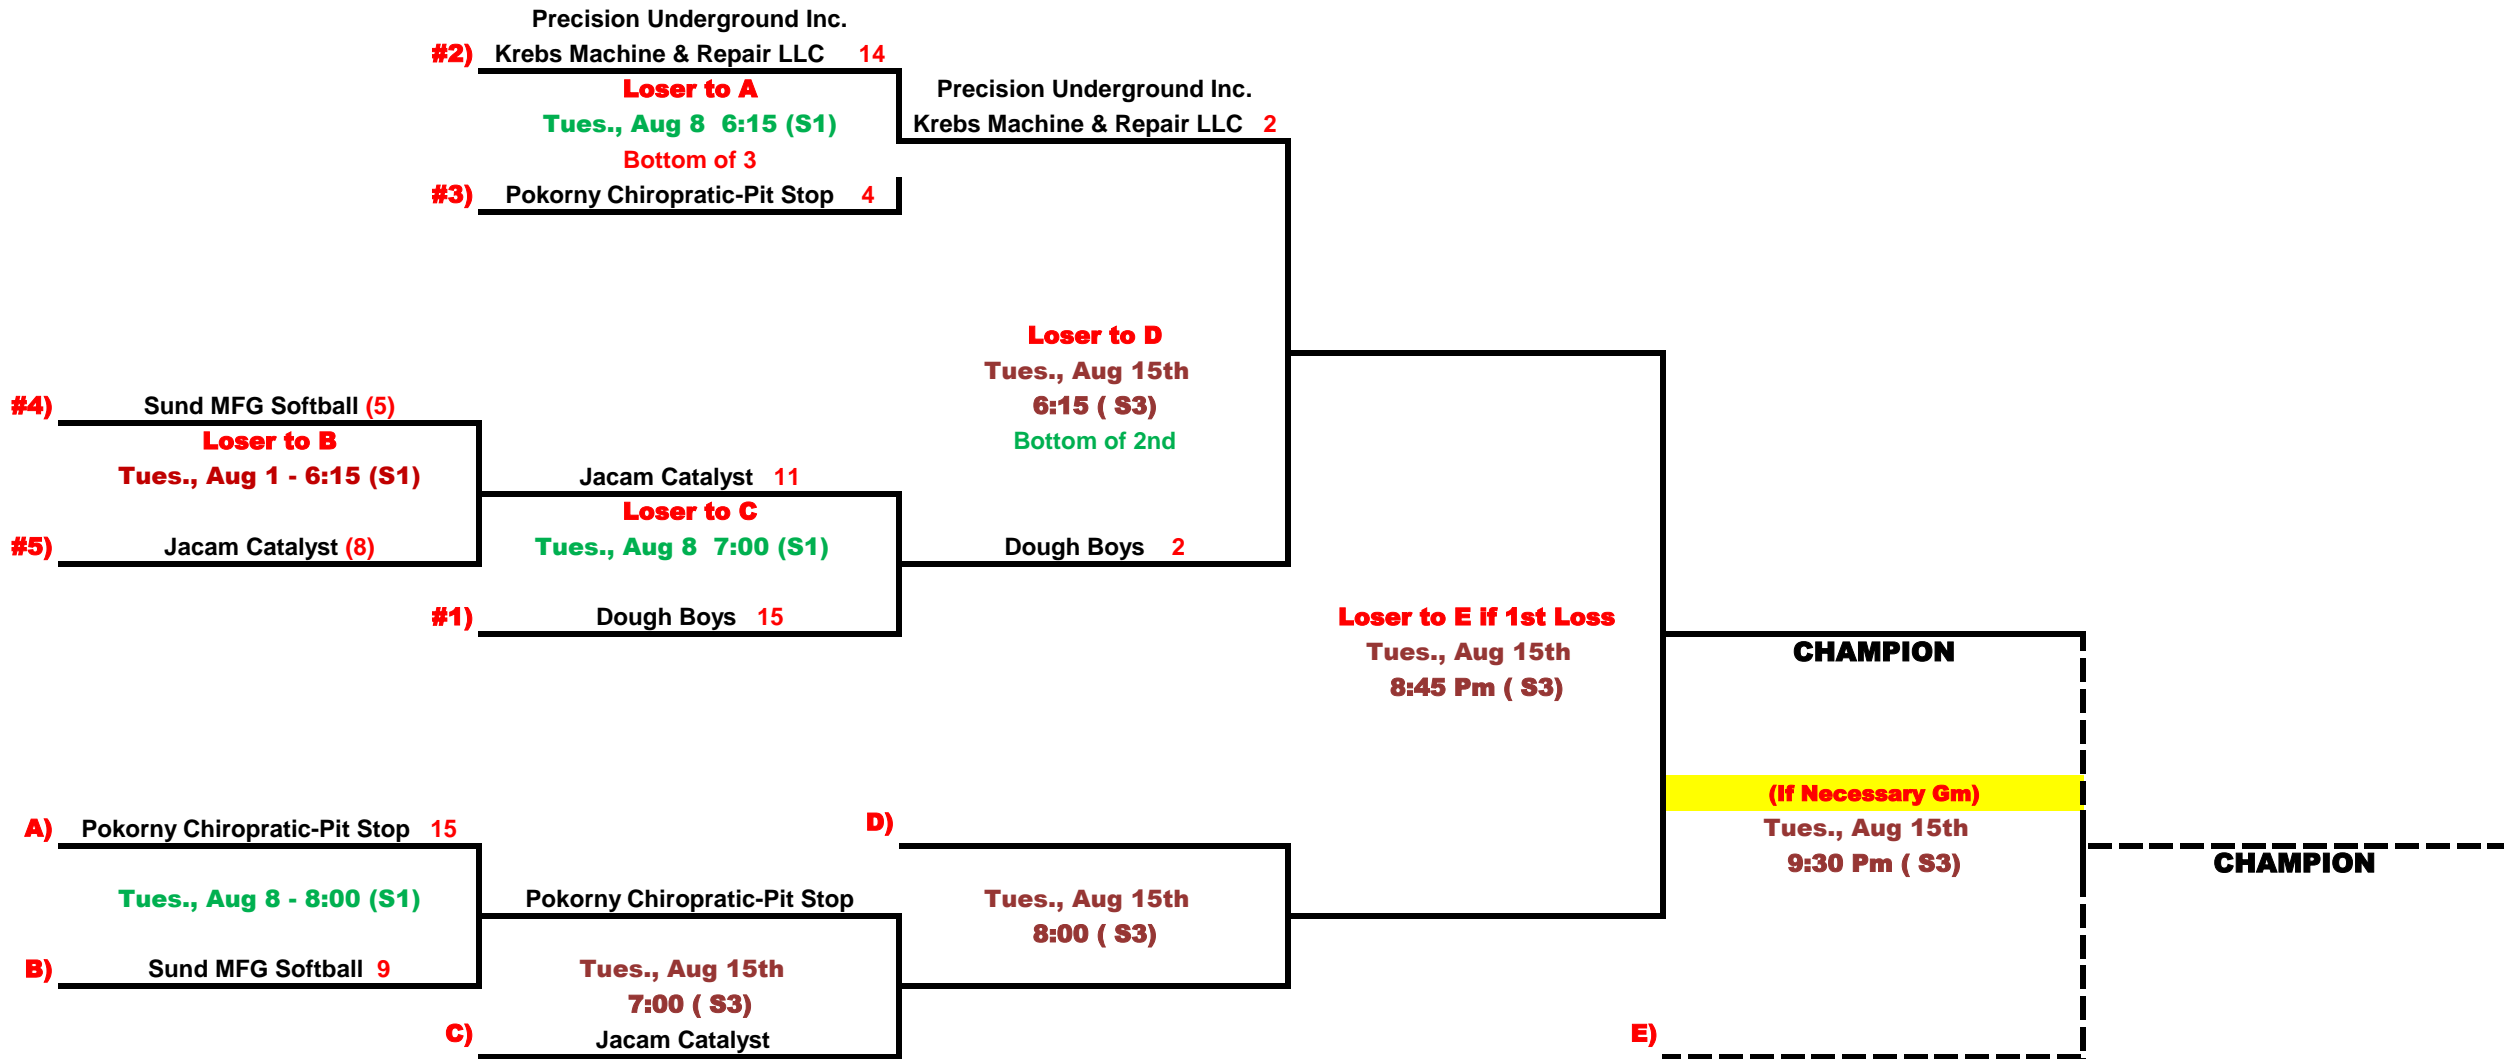 Precision Underground Inc.
#2) Krebs Machine & Repair LLC 14
Loser to A
Tues., Aug 8 6:15 (S1)
Bottom of 3
#3) Pokorny Chiropratic-Pit Stop 4
Precision Underground Inc.
Krebs Machine & Repair LLC 2
Loser to D
Tues., Aug 15th
6:15 ( S3)
Bottom of 2nd
#4) Sund MFG Softball (5)
Loser to B
Tues., Aug 1 - 6:15 (S1)
#5) Jacam Catalyst (8)
Jacam Catalyst 11
Loser to C
Tues., Aug 8 7:00 (S1)
#1) Dough Boys 15
Dough Boys 2
Loser to E if 1st Loss
Tues., Aug 15th
8:45 Pm ( S3)
CHAMPION
(If Necessary Gm)
Tues., Aug 15th
9:30 Pm ( S3)
CHAMPION
A) Pokorny Chiropratic-Pit Stop 15
Tues., Aug 8 - 8:00 (S1)
B) Sund MFG Softball 9
Pokorny Chiropratic-Pit Stop
Tues., Aug 15th
7:00 ( S3)
C) Jacam Catalyst
D)
Tues., Aug 15th
8:00 ( S3)
E)